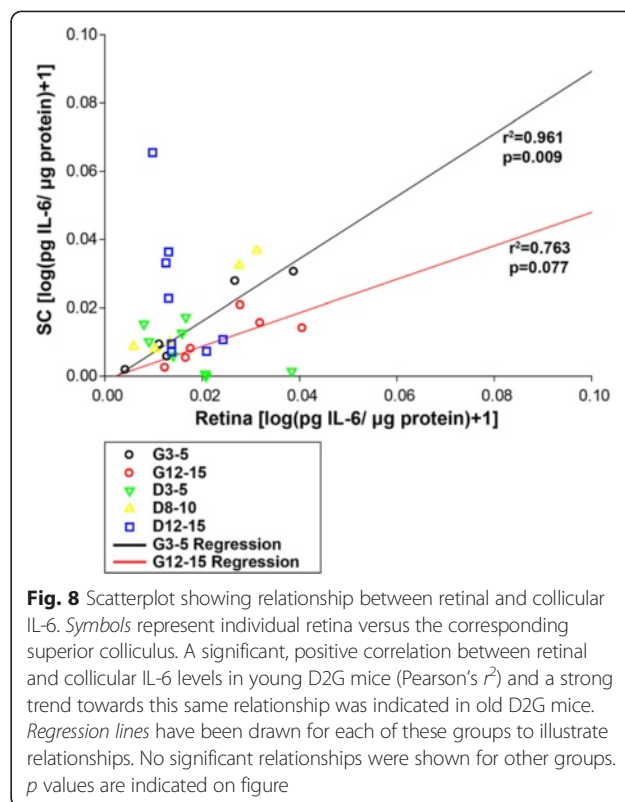 0.10
0.08
0.06
0.04
0.02
0.00
SC [log(pg IL-6/ µg protein)+1]
r²=0.961
p=0.009
r²=0.763
p=0.077
0.00 0.02 0.04 0.06 0.08 0.10
Retina [log(pg IL-6/ µg protein)+1]
G3-5
G12-15
D3-5
D8-10
D12-15
G3-5 Regression
G12-15 Regression
Fig. 8 Scatterplot showing relationship between retinal and collicular
IL-6. Symbols represent individual retina versus the corresponding
superior colliculus. A significant, positive correlation between retinal
and collicular IL-6 levels in young D2G mice (Pearson's r²) and a strong
trend towards this same relationship was indicated in old D2G mice.
Regression lines have been drawn for each of these groups to illustrate
relationships. No significant relationships were shown for other groups.
p values are indicated on figure